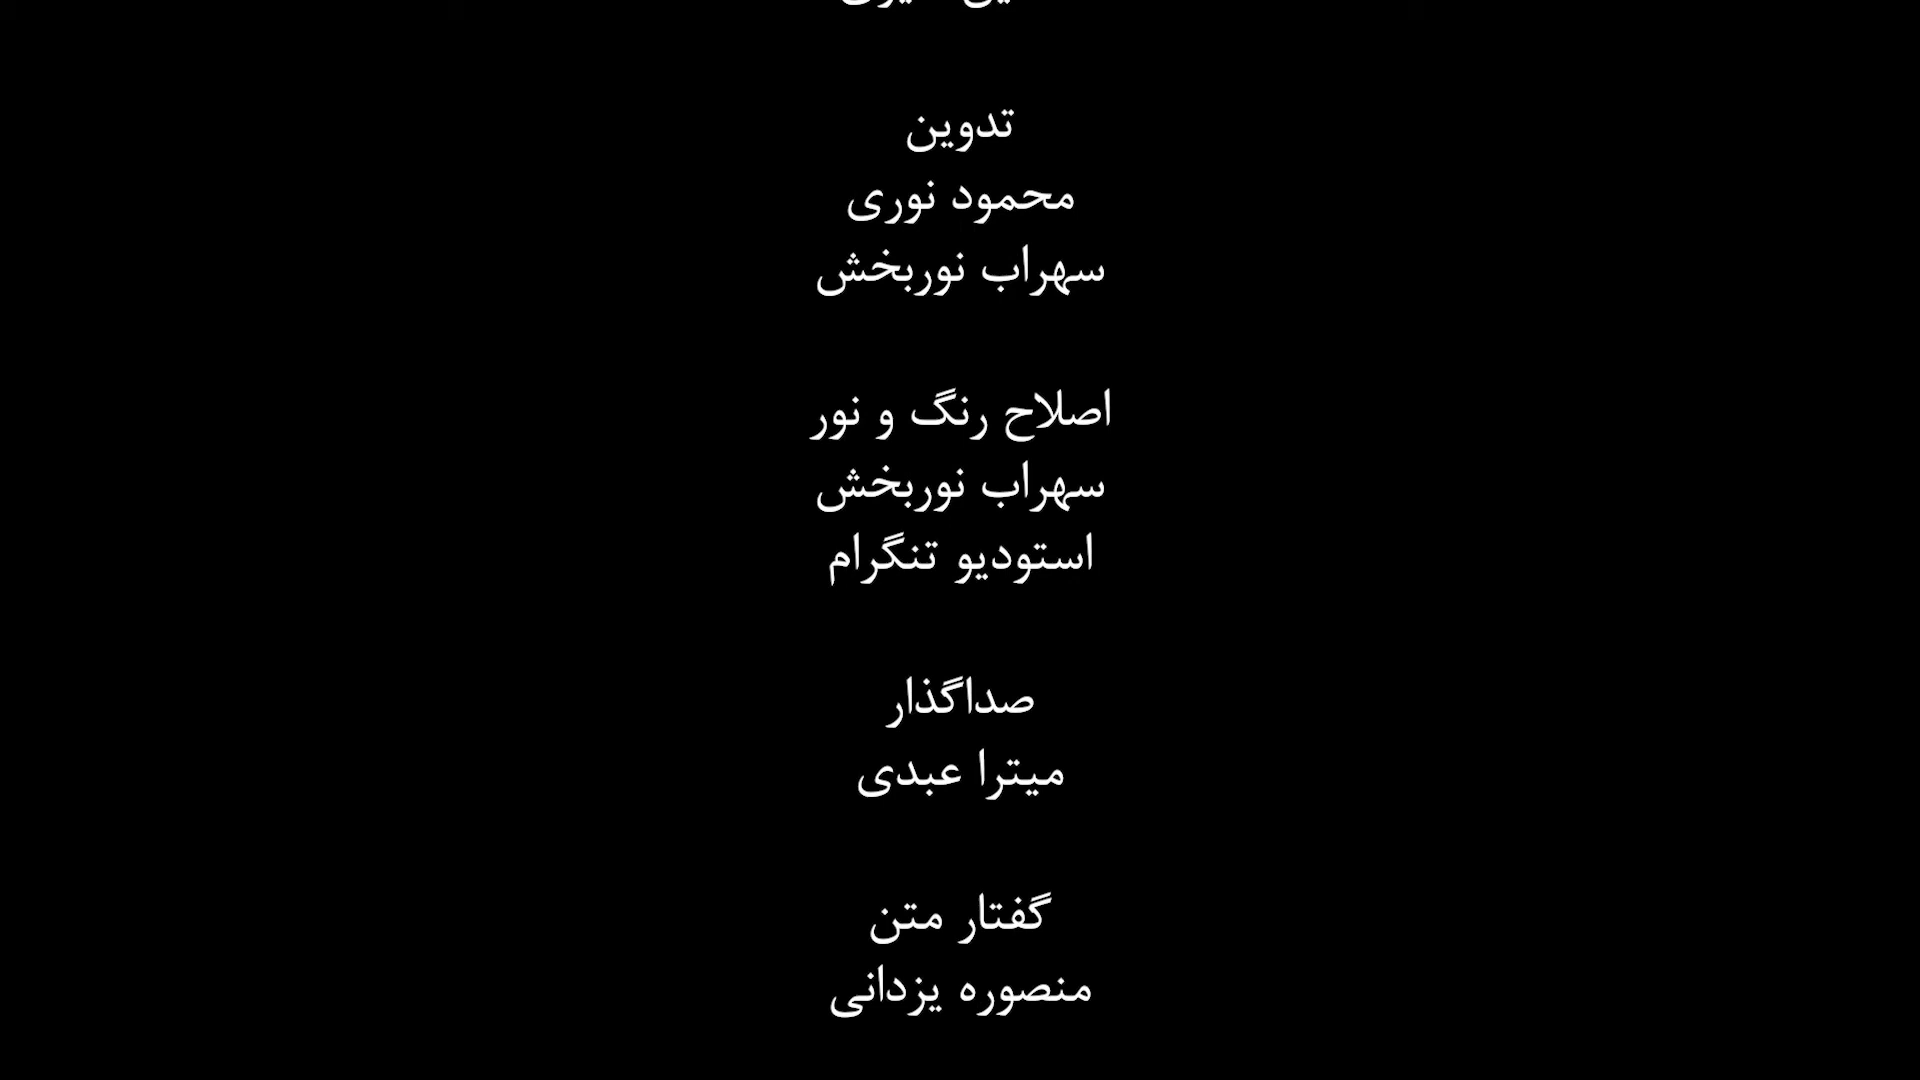 تدوین
محمود نوری
سهراب نوربخش
اصلاح رنگ و نور
سهراب نوربخش
استودیو تنگرام
صداگذار
میترا عبدی
گفتار متن
منصوره یزدانی